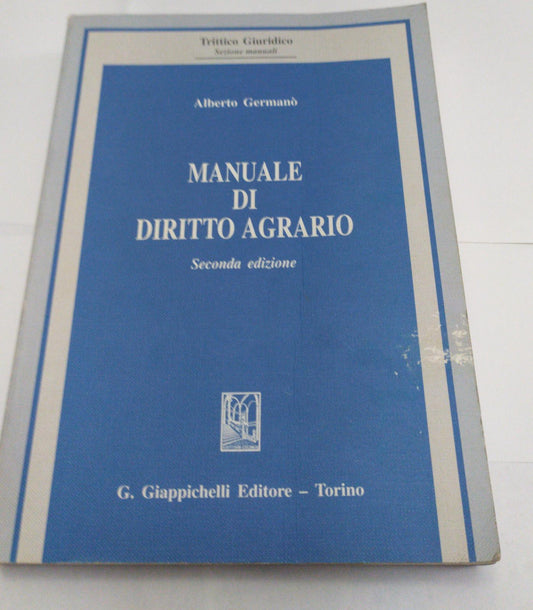 Trittico Giuridico
Sezione manuali
Alberto Germanò
MANUALE
DI
DIRITTO AGRARIO
Seconda edizione
G. Giappichelli Editore – Torino